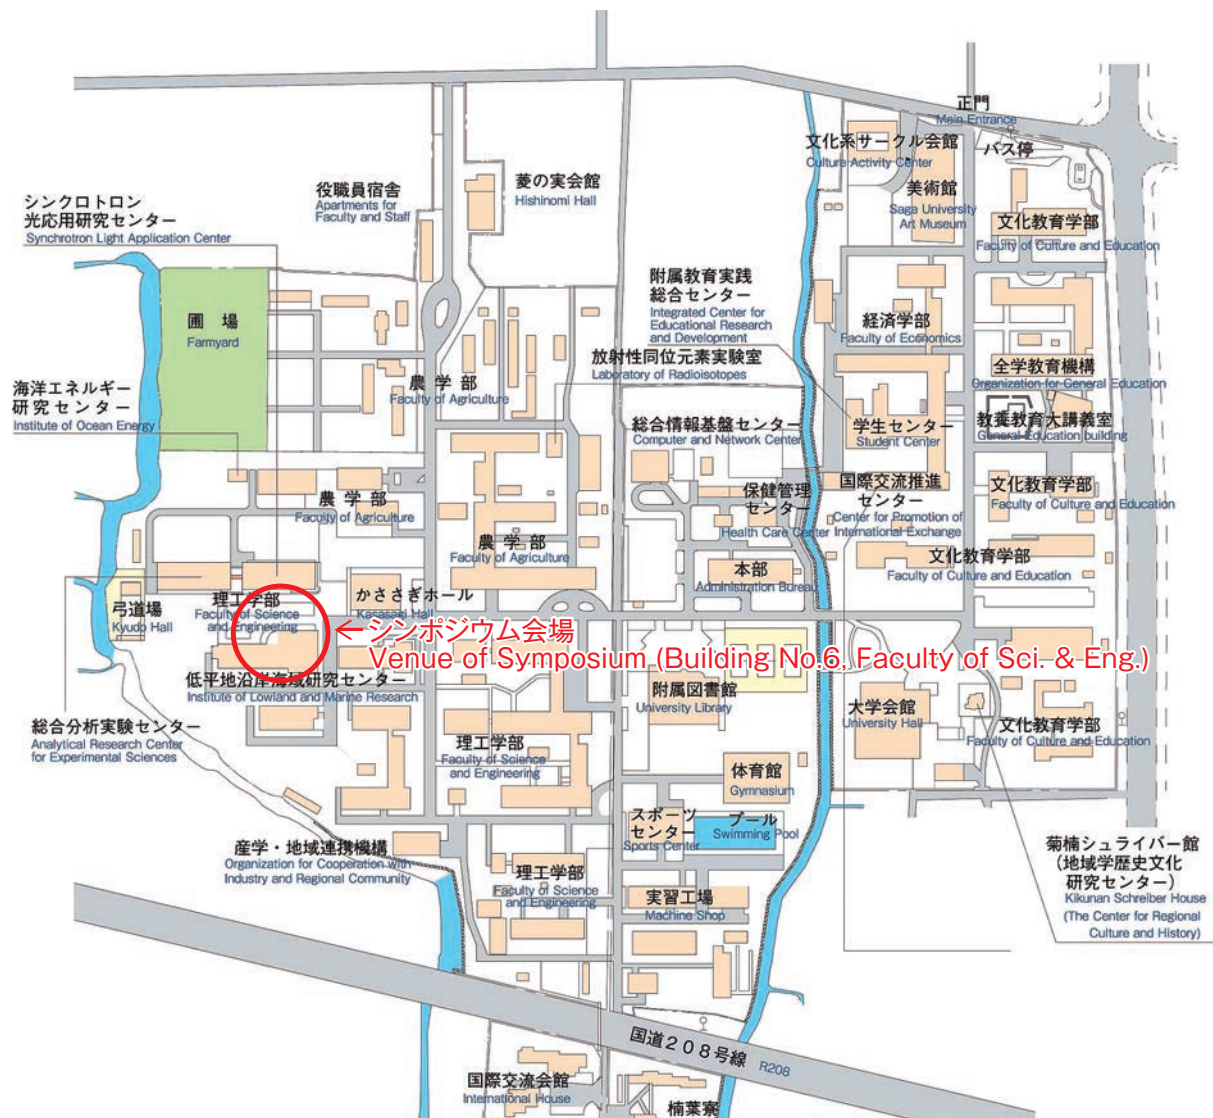 正門
Main Entrance
バス停
文化系サークル会館
Culture Activity Center
美術館
Saga University
Art Museum
文化教育学部
Faculty of Culture and Education
役職員宿舎
Apartments for
Faculty and Staff
菱の実会館
Hishinomi Hall
シンクロトロン
光応用研究センター
Synchrotron Light Application Center
附属教育実践
総合センター
Integrated Center for
Educational Research
and Development
圃場
Farmyard
経済学部
Faculty of Economics
放射性同位元素実験室
Laboratory of Radioisotopes
全学教育機構
Organization for General Education
海洋エネルギー
研究センター
Institute of Ocean Energy
農学部
Faculty of Agriculture
総合情報基盤センター
Computer and Network Center
学生センター
Student Center
教養教育大講義室
General Education building
農学部
Faculty of Agriculture
保健管理
センター
Health Care Center
国際交流推進
センター
Center for Promotion of
International Exchange
文化教育学部
Faculty of Culture and Education
農学部
Faculty of Agriculture
本部
Administration Bureau
文化教育学部
Faculty of Culture and Education
弓道場
Kyudo Hall
理工学部
Faculty of Science
and Engineering
かささぎホール
Kasasagi Hall
←シンポジウム会場
Venue of Symposium (Building No.6, Faculty of Sci. & Eng.)
低平地沿岸海域研究センター
Institute of Lowland and Marine Research
附属図書館
University Library
大学会館
University Hall
文化教育学部
Faculty of Culture and Education
総合分析実験センター
Analytical Research Center
for Experimental Sciences
理工学部
Faculty of Science
and Engineering
体育館
Gymnasium
スポーツ
センター
Sports Center
プール
Swimming Pool
産学・地域連携機構
Organization for Cooperation with
Industry and Regional Community
理工学部
Faculty of Science
and Engineering
実習工場
Machine Shop
菊楠シュライバー館
(地域学歴史文化
研究センター)
Kikunan Schreiber House
(The Center for Regional
Culture and History)
国道208号線 R208
国際交流会館
International House
楠葉寮